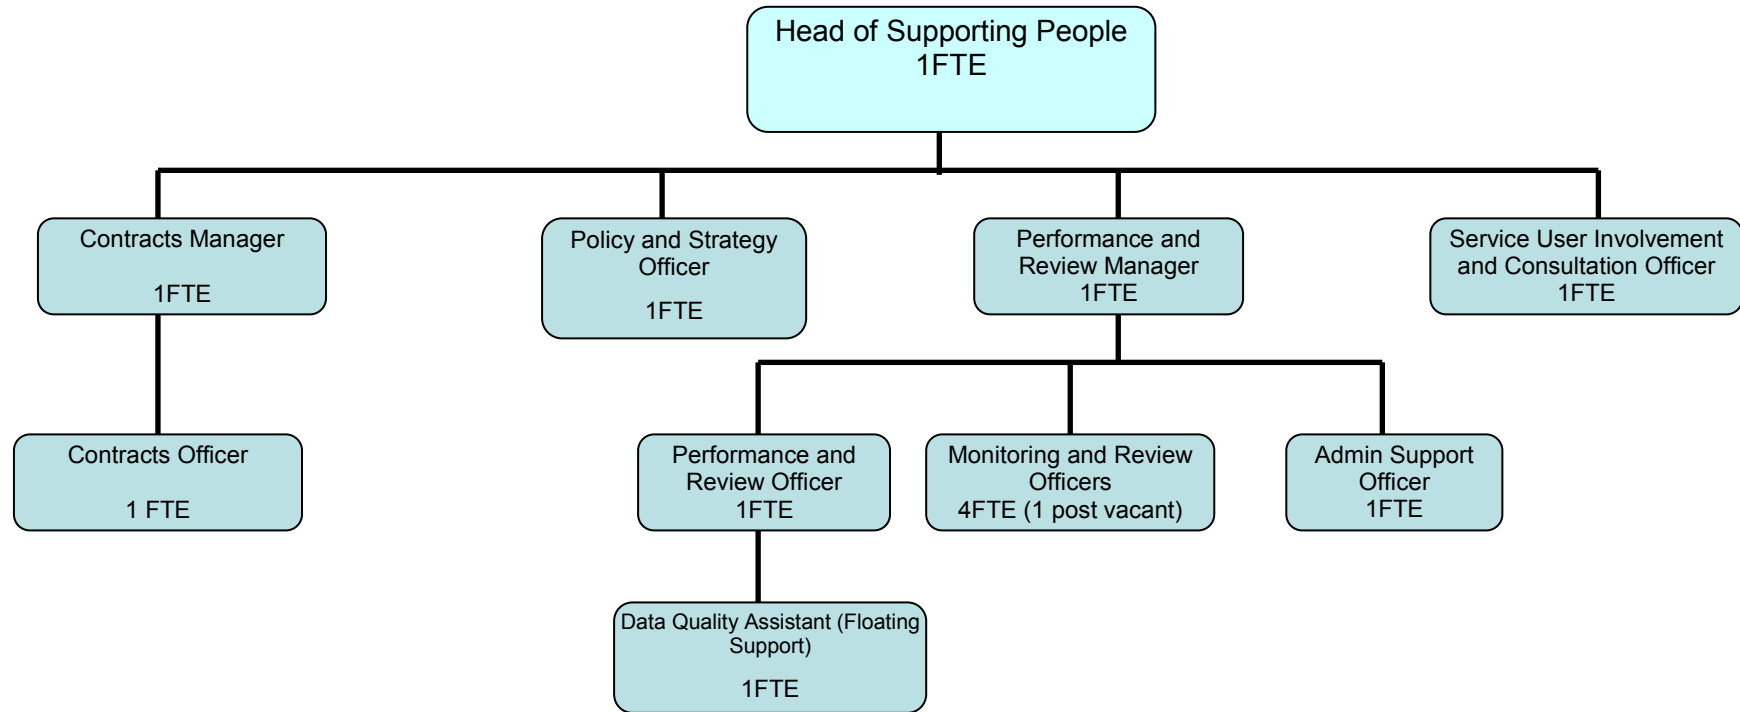 Head of Supporting People
1FTE
Contracts Manager
1FTE
Policy and Strategy
Officer
1FTE
Performance and
Review Manager
1FTE
Service User Involvement
and Consultation Officer
1FTE
Contracts Officer
1 FTE
Performance and
Review Officer
1FTE
Monitoring and Review
Officers
4FTE (1 post vacant)
Admin Support
Officer
1FTE
Data Quality Assistant (Floating
Support)
1FTE